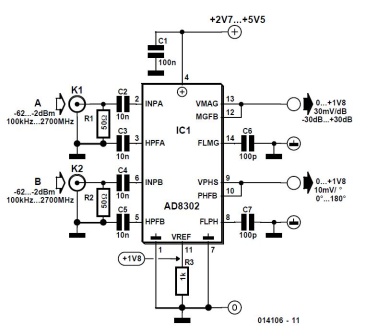 +2V7...+5V5
C1
100n
4
A
K1
C2
2
INPA
VMAG
13
0...+1V8
-62...-2dBm
100kHz...2700MHz
R1
50Ω
10n
MGFB
12
30mV/dB
-30dB...+30dB
IC1
C3
3
HPFA
FLMG
14
C6
10n
100p
B
K2
C4
6
INPB
VPHS
9
0...+1V8
-62...-2dBm
100kHz...2700MHz
R2
50Ω
10n
PHFB
10
10mV/ °
0°...180°
AD8302
C5
5
HPFB
FLPH
8
C7
10n
VREF
100p
1
11
7
+1V8
R3
1k
0
014106 - 11